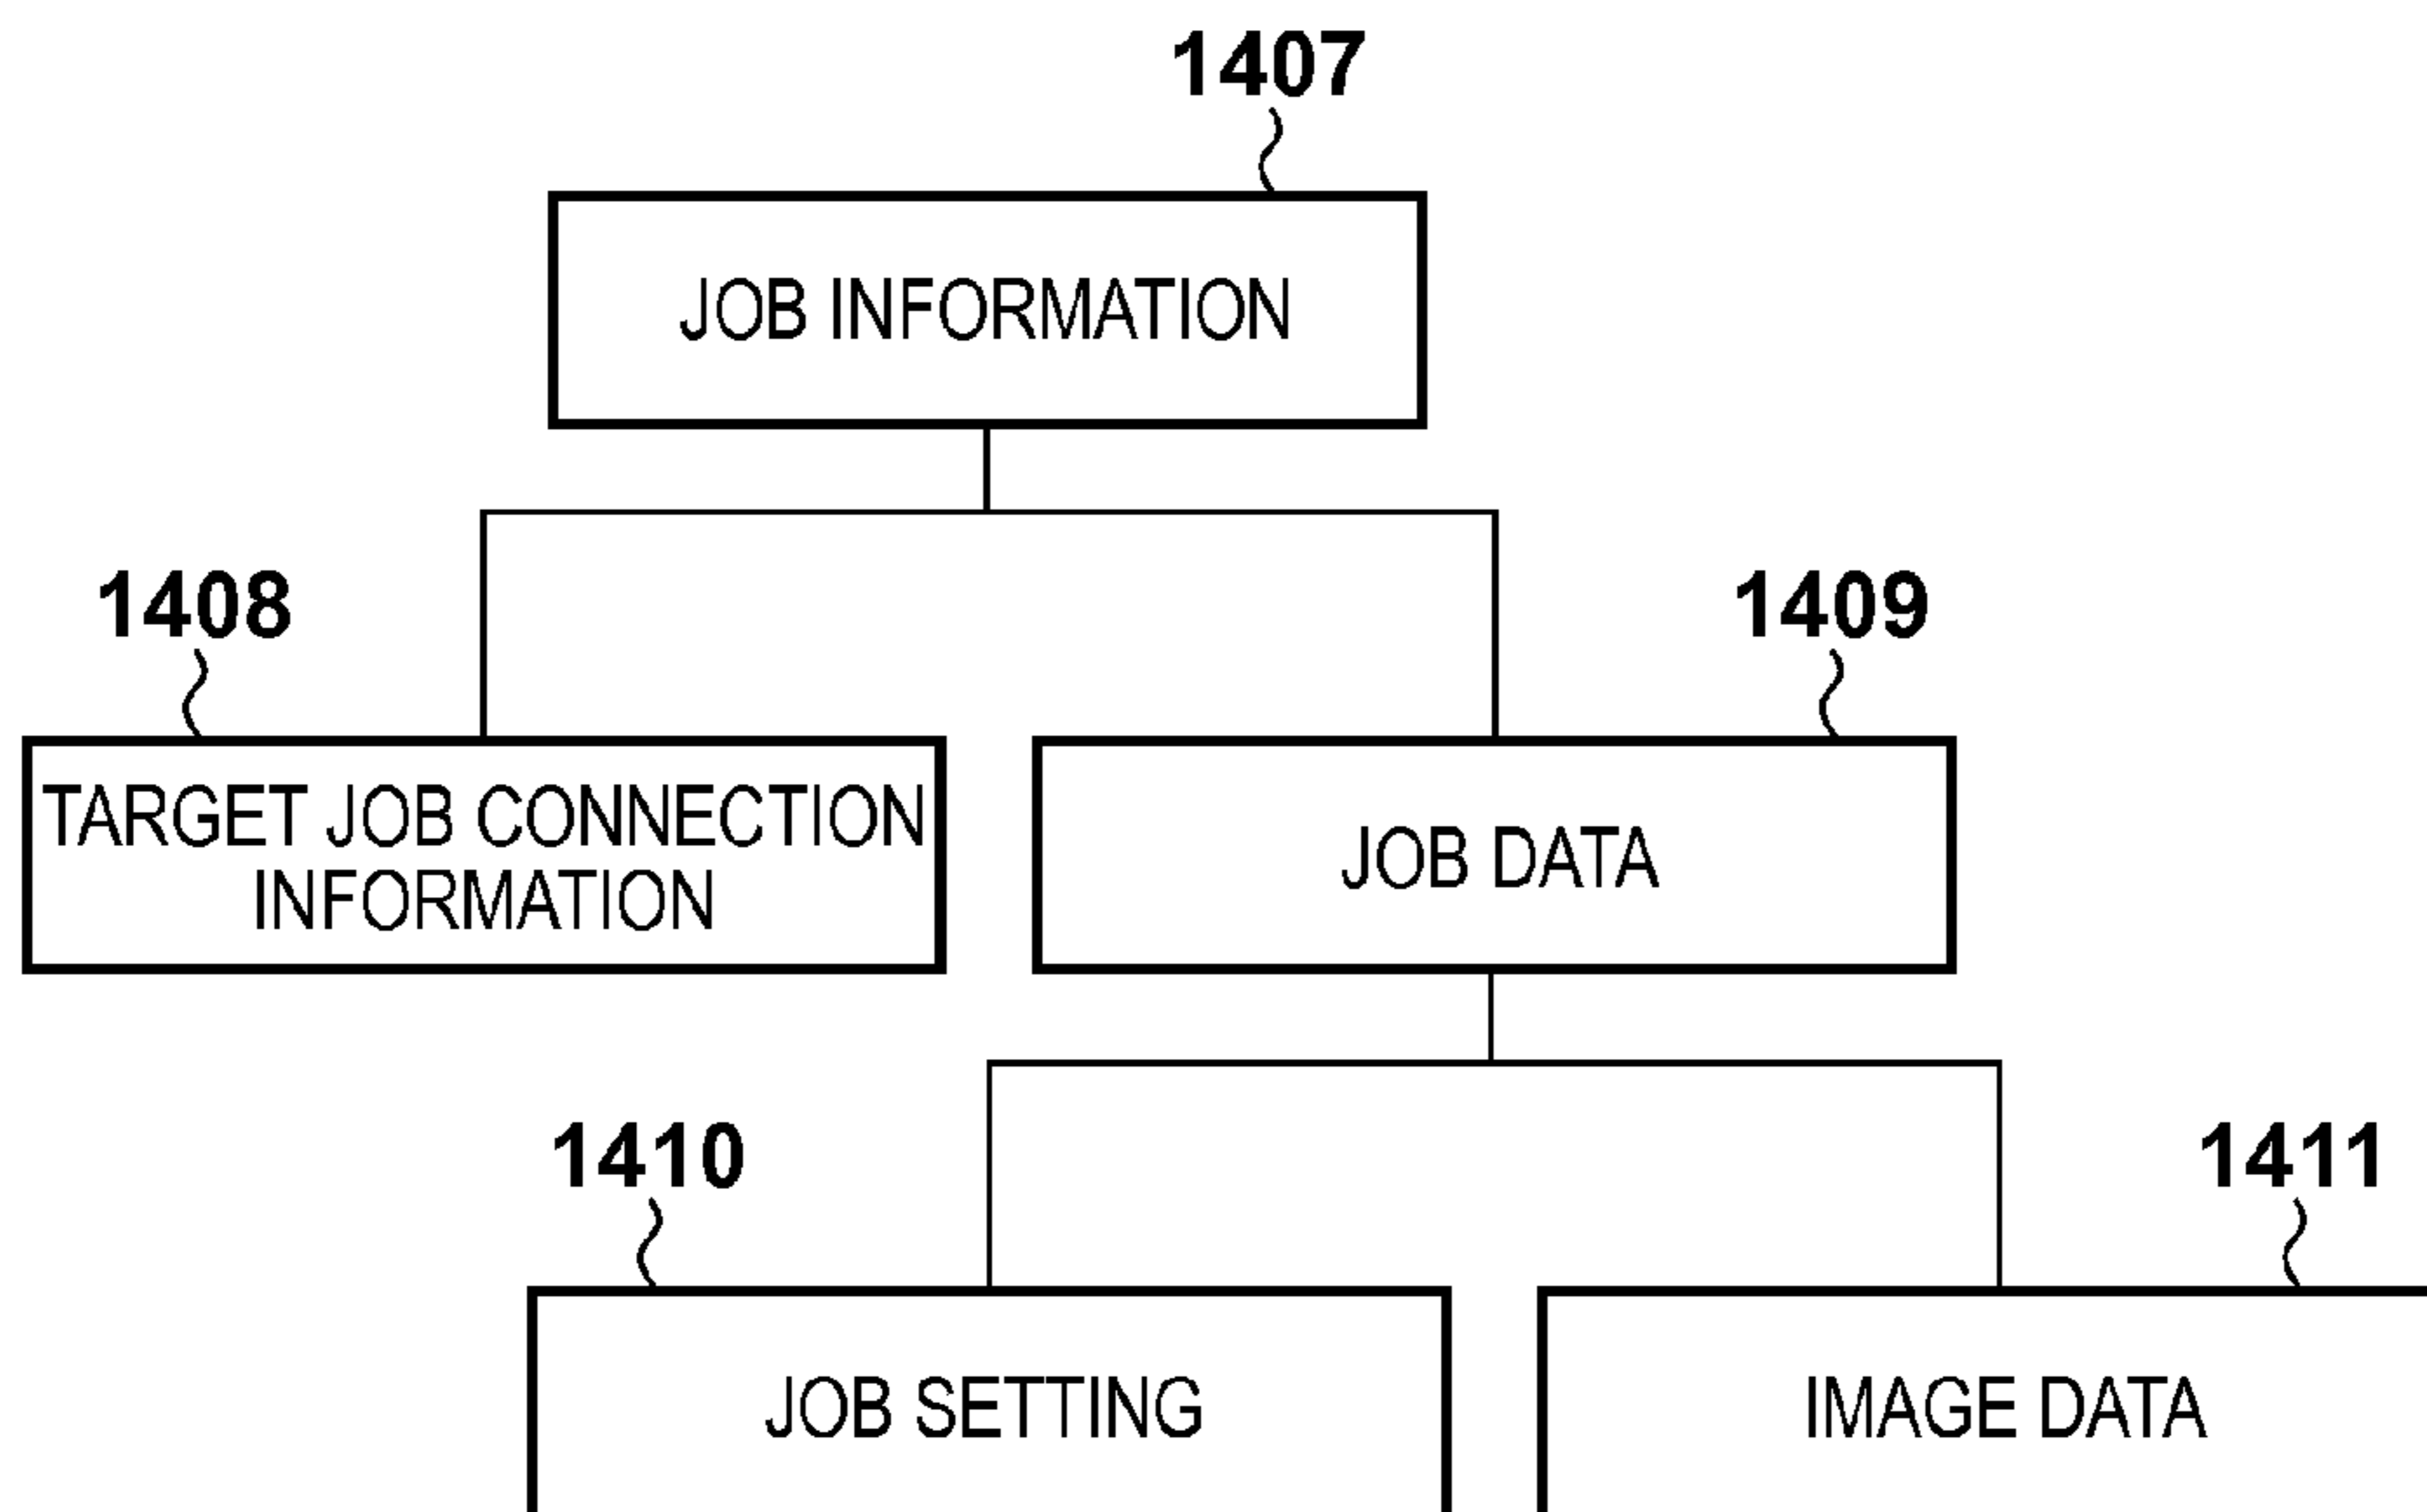 1407
JOB INFORMATION
1408
1409
TARGET JOB CONNECTION
INFORMATION
JOB DATA
1410
1411
JOB SETTING
IMAGE DATA